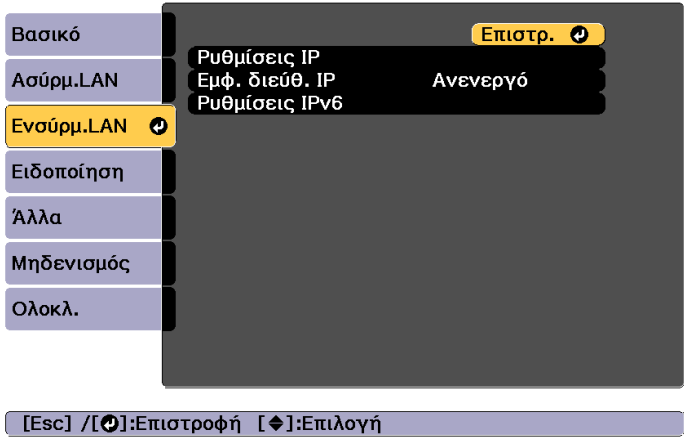 Βασικό
Ασύρμ.LAN
Ενσύρμ.LAN
Ειδοποίηση
Άλλα
Μηδενισμός
Ολοκλ.
Επιστρ.
Ρυθμίσεις IP
Εμφ. διεύθ. IP Ανενεργό
Ρυθμίσεις IPv6
[Esc] /[⏎]:Επιστροφή [◆]:Επιλογή